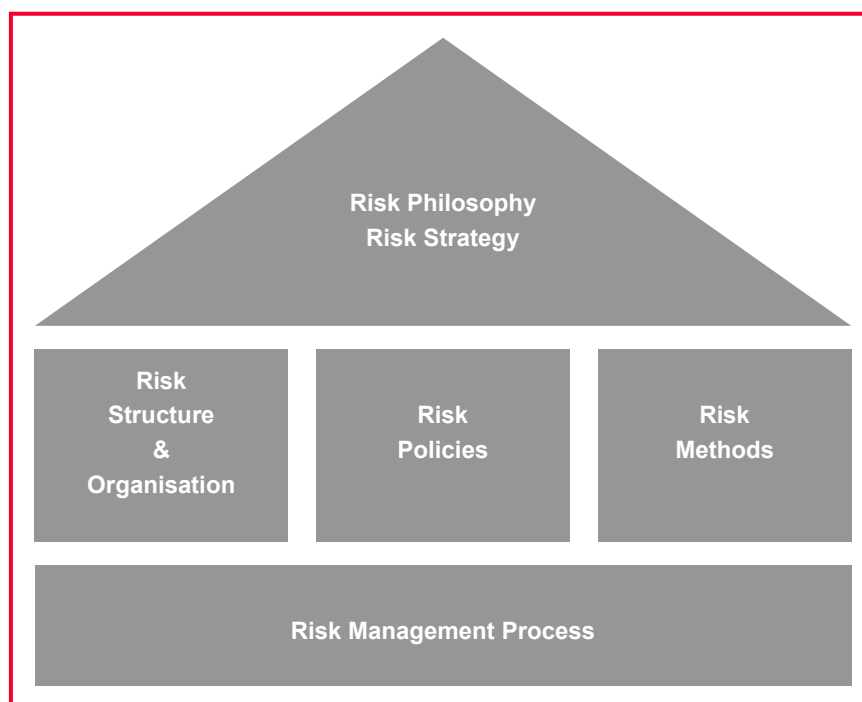 Risk Philosophy
Risk Strategy
Risk
Structure
&
Organisation
Risk
Policies
Risk
Methods
Risk Management Process